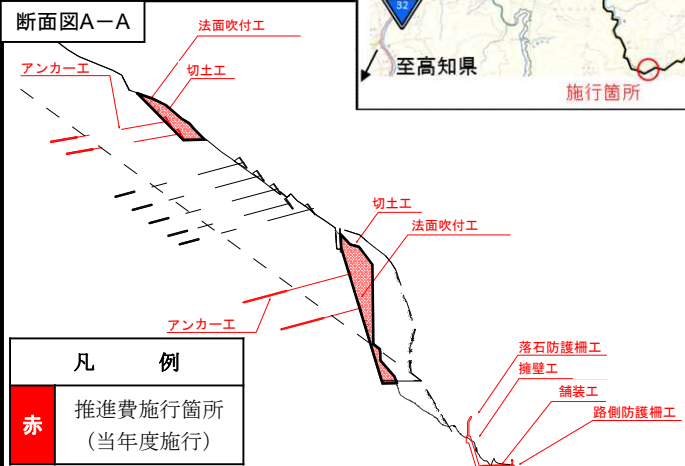 断面図A－A
32
至高知県
施行箇所
法面吹付工
アンカー工
切土工
切土工
法面吹付工
アンカー工
落石防護柵工
擁壁工
舗装工
路側防護柵工
凡　例
赤
推進費施行箇所
（当年度施行）